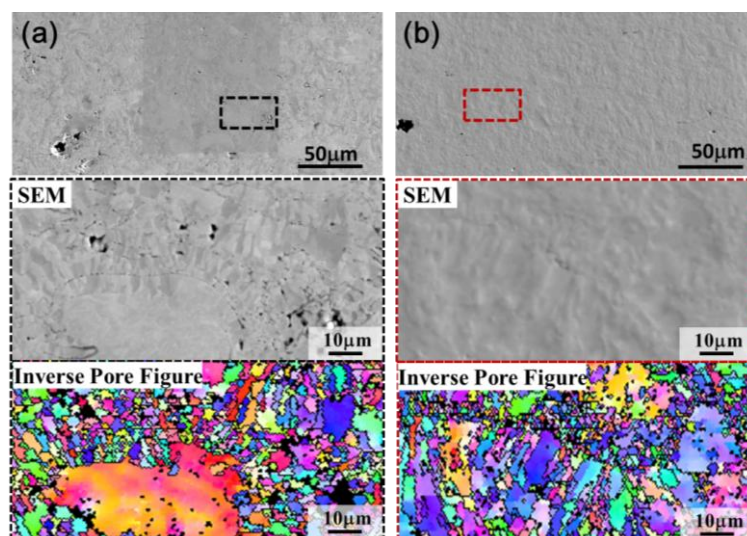 (a)
(b)
50μm
50μm
SEM
SEM
10μm
10μm
Inverse Pore Figure
Inverse Pore Figure
10μm
10μm